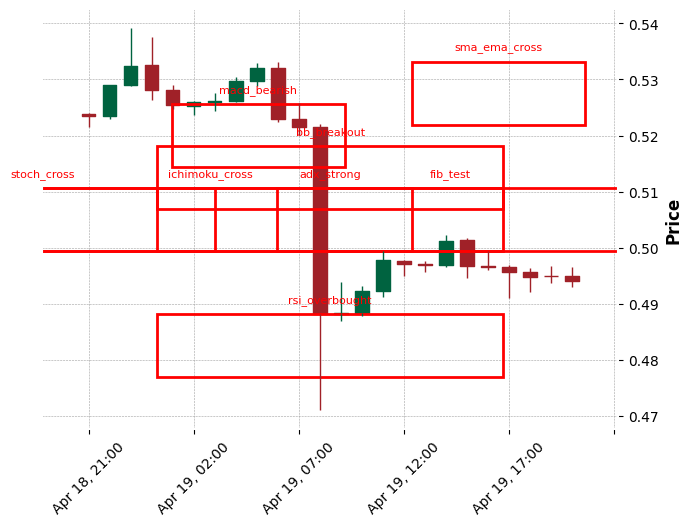 sma_ema_cross
macd_bearish
bb_breakout
stoch_cross
ichimoku_cross
adx_strong
fib_test
rsi_overbought
0.54
0.53
0.52
0.51
0.50
0.49
0.48
0.47
Price
Apr 18, 21:00
Apr 19, 02:00
Apr 19, 07:00
Apr 19, 12:00
Apr 19, 17:00